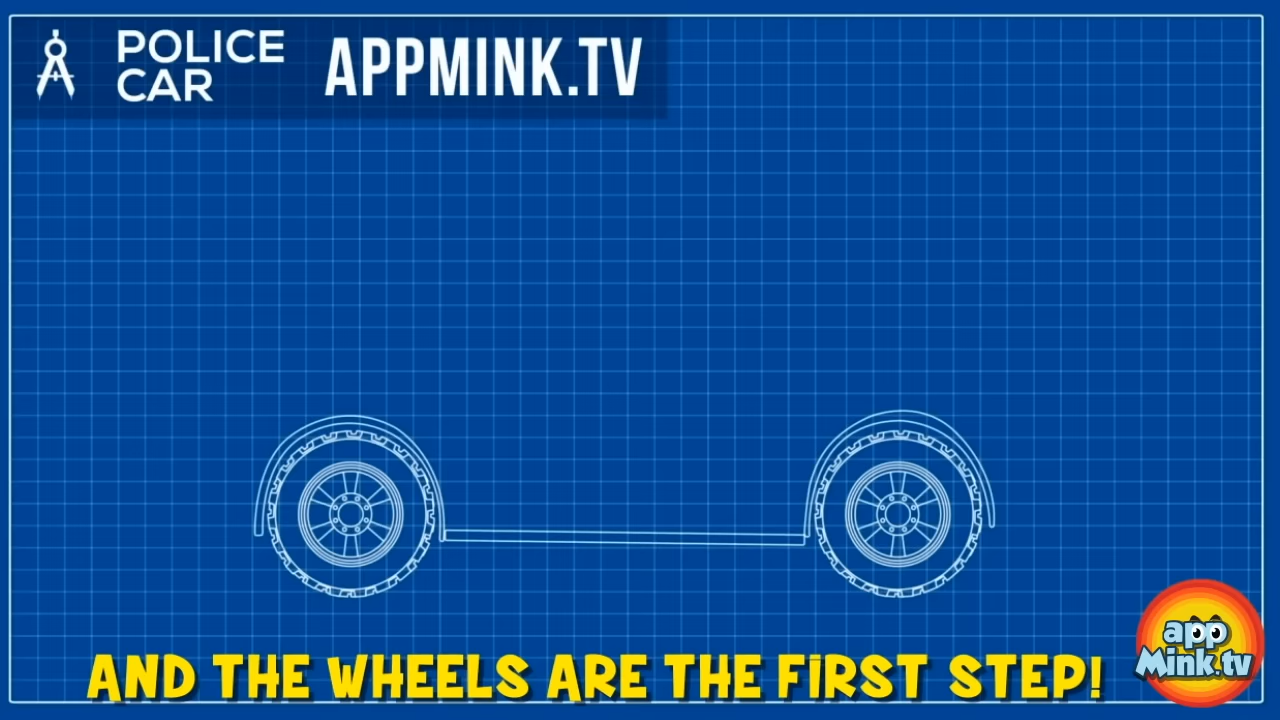 POLICE
CAR
APPMINK.TV
AND THE WHEELS ARE THE FIRST STEP!
app
Mink.tv